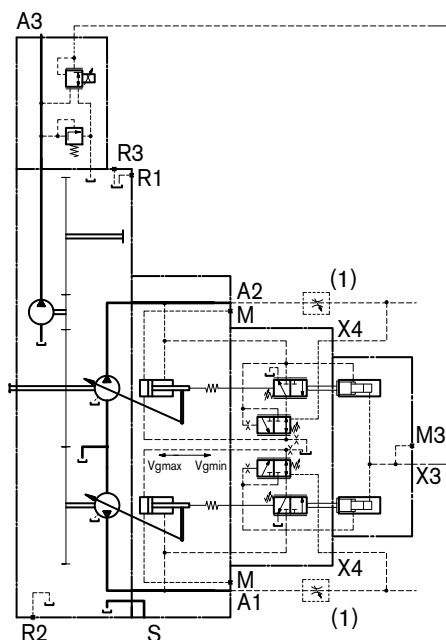 A3
R3
R1
A2
(1)
M
X4
M3
Vgmax Vgmin
X3
X4
M
A1
(1)
R2
S